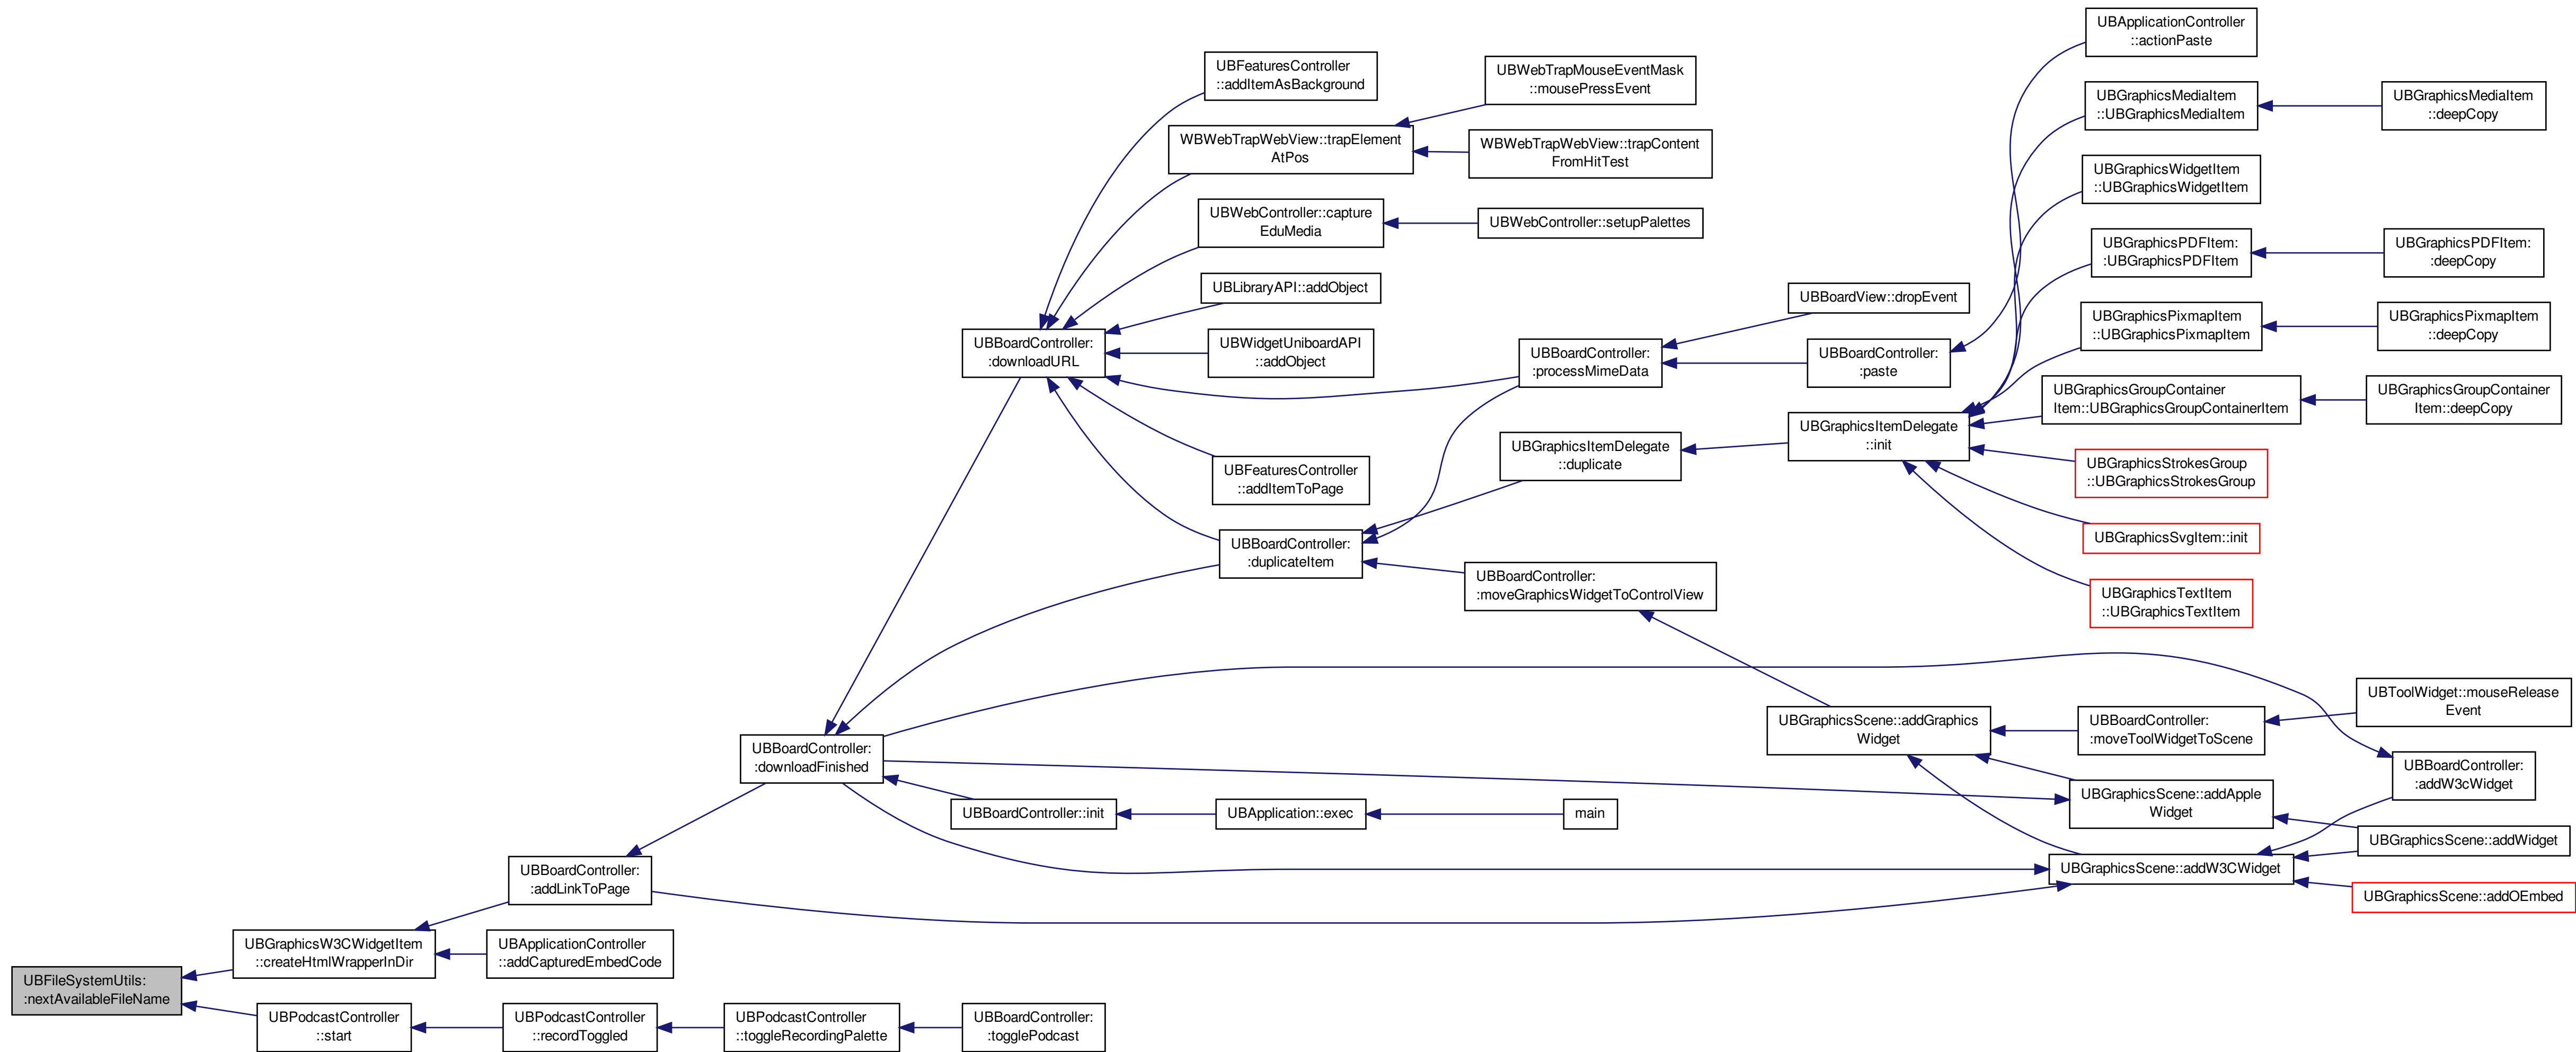 UBApplicationController
::actionPaste
UBFeaturesController
::addItemAsBackground
UBWebTrapMouseEventMask
::mousePressEvent
UBGraphicsMediaItem
::UBGraphicsMediaItem
UBGraphicsMediaItem
::deepCopy
WBWebTrapWebView::trapElement
AtPos
WBWebTrapWebView::trapContent
FromHitTest
UBGraphicsWidgetItem
::UBGraphicsWidgetItem
UBWebController::capture
EduMedia
UBWebController::setupPalettes
UBGraphicsPDFItem:
:UBGraphicsPDFItem
UBGraphicsPDFItem:
:deepCopy
UBLibraryAPI::addObject
UBBoardView::dropEvent
UBGraphicsPixmapItem
::UBGraphicsPixmapItem
UBGraphicsPixmapItem
::deepCopy
UBBoardController:
:downloadURL
UBWidgetUniboardAPI
::addObject
UBBoardController:
:processMimeData
UBBoardController:
:paste
UBGraphicsGroupContainer
Item::UBGraphicsGroupContainerItem
UBGraphicsGroupContainer
Item::deepCopy
UBGraphicsItemDelegate
::init
UBGraphicsItemDelegate
::duplicate
UBFeaturesController
::addItemToPage
UBGraphicsStrokesGroup
::UBGraphicsStrokesGroup
UBGraphicsSvgItem::init
UBBoardController:
:duplicateItem
UBBoardController:
:moveGraphicsWidgetToControlView
UBGraphicsTextItem
::UBGraphicsTextItem
UBToolWidget::mouseRelease
Event
UBGraphicsScene::addGraphics
Widget
UBBoardController:
:moveToolWidgetToScene
UBBoardController:
:downloadFinished
UBBoardController:
:addW3cWidget
UBGraphicsScene::addApple
Widget
UBBoardController::init
UBApplication::exec
main
UBGraphicsScene::addWidget
UBGraphicsScene::addW3CWidget
UBGraphicsScene::addOEmbed
UBBoardController:
:addLinkToPage
UBGraphicsW3CWidgetItem
::createHtmlWrapperInDir
UBApplicationController
::addCapturedEmbedCode
UBFileSystemUtils:
:nextAvailableFileName
UBPodcastController
::start
UBPodcastController
::recordToggled
UBPodcastController
::toggleRecordingPalette
UBBoardController:
:togglePodcast